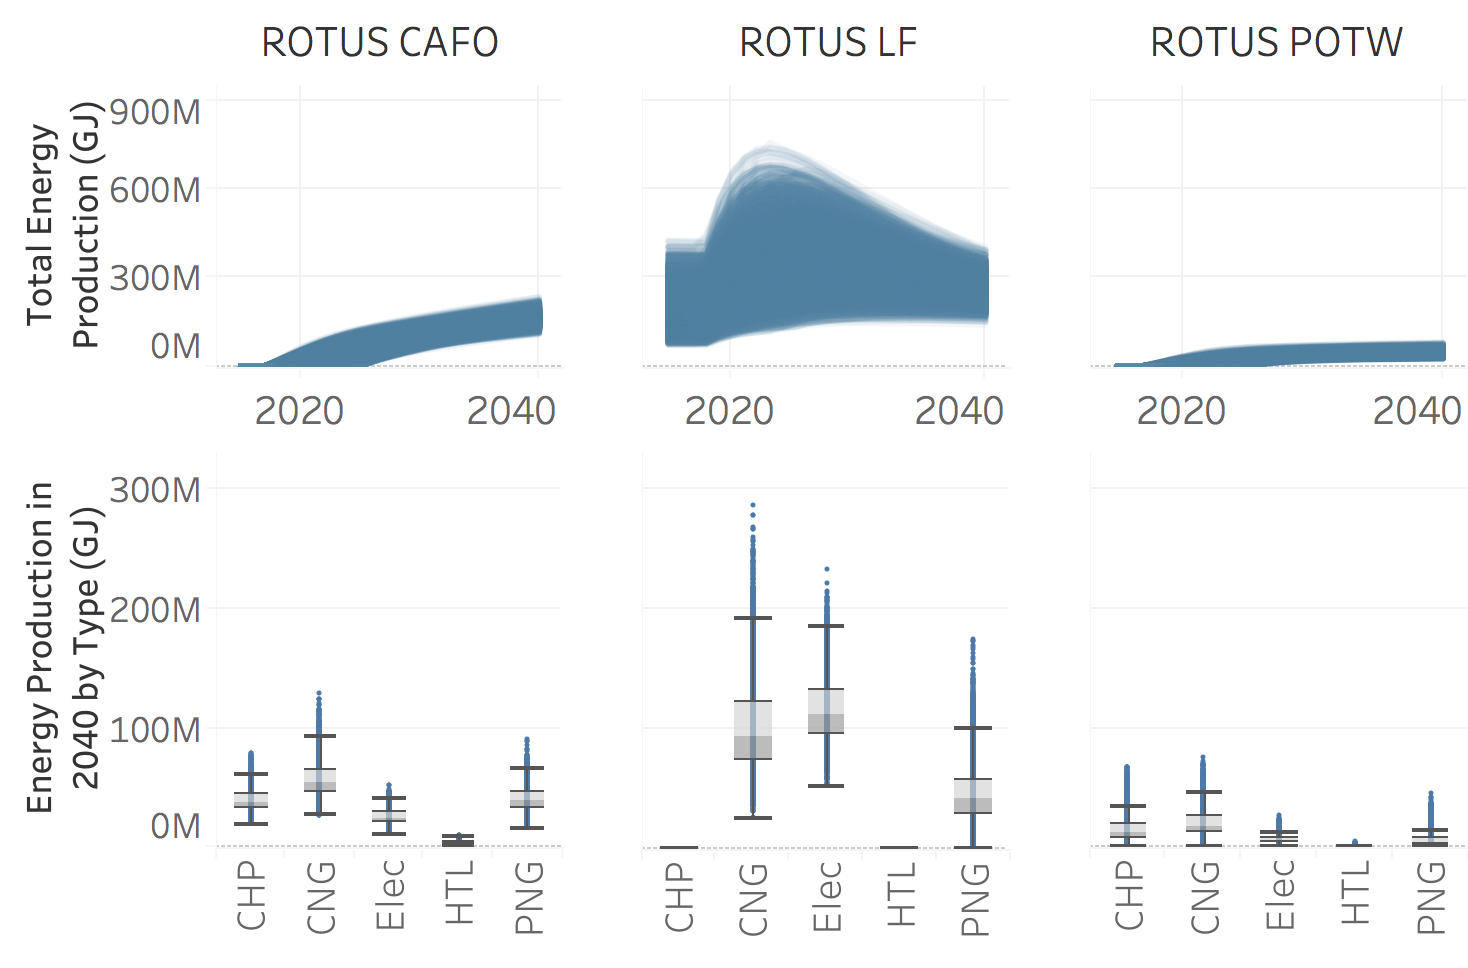 ROTUS CAFO
ROTUS LF
ROTUS POTW
Total Energy
Production (GJ)
900M
600M
300M
0M
2020
2040
2020
2040
2020
2040
Energy Production in
2040 by Type (GJ)
300M
200M
100M
0M
CHP
CNG
Elec
HTL
PNG
CHP
CNG
Elec
HTL
PNG
CHP
CNG
Elec
HTL
PNG